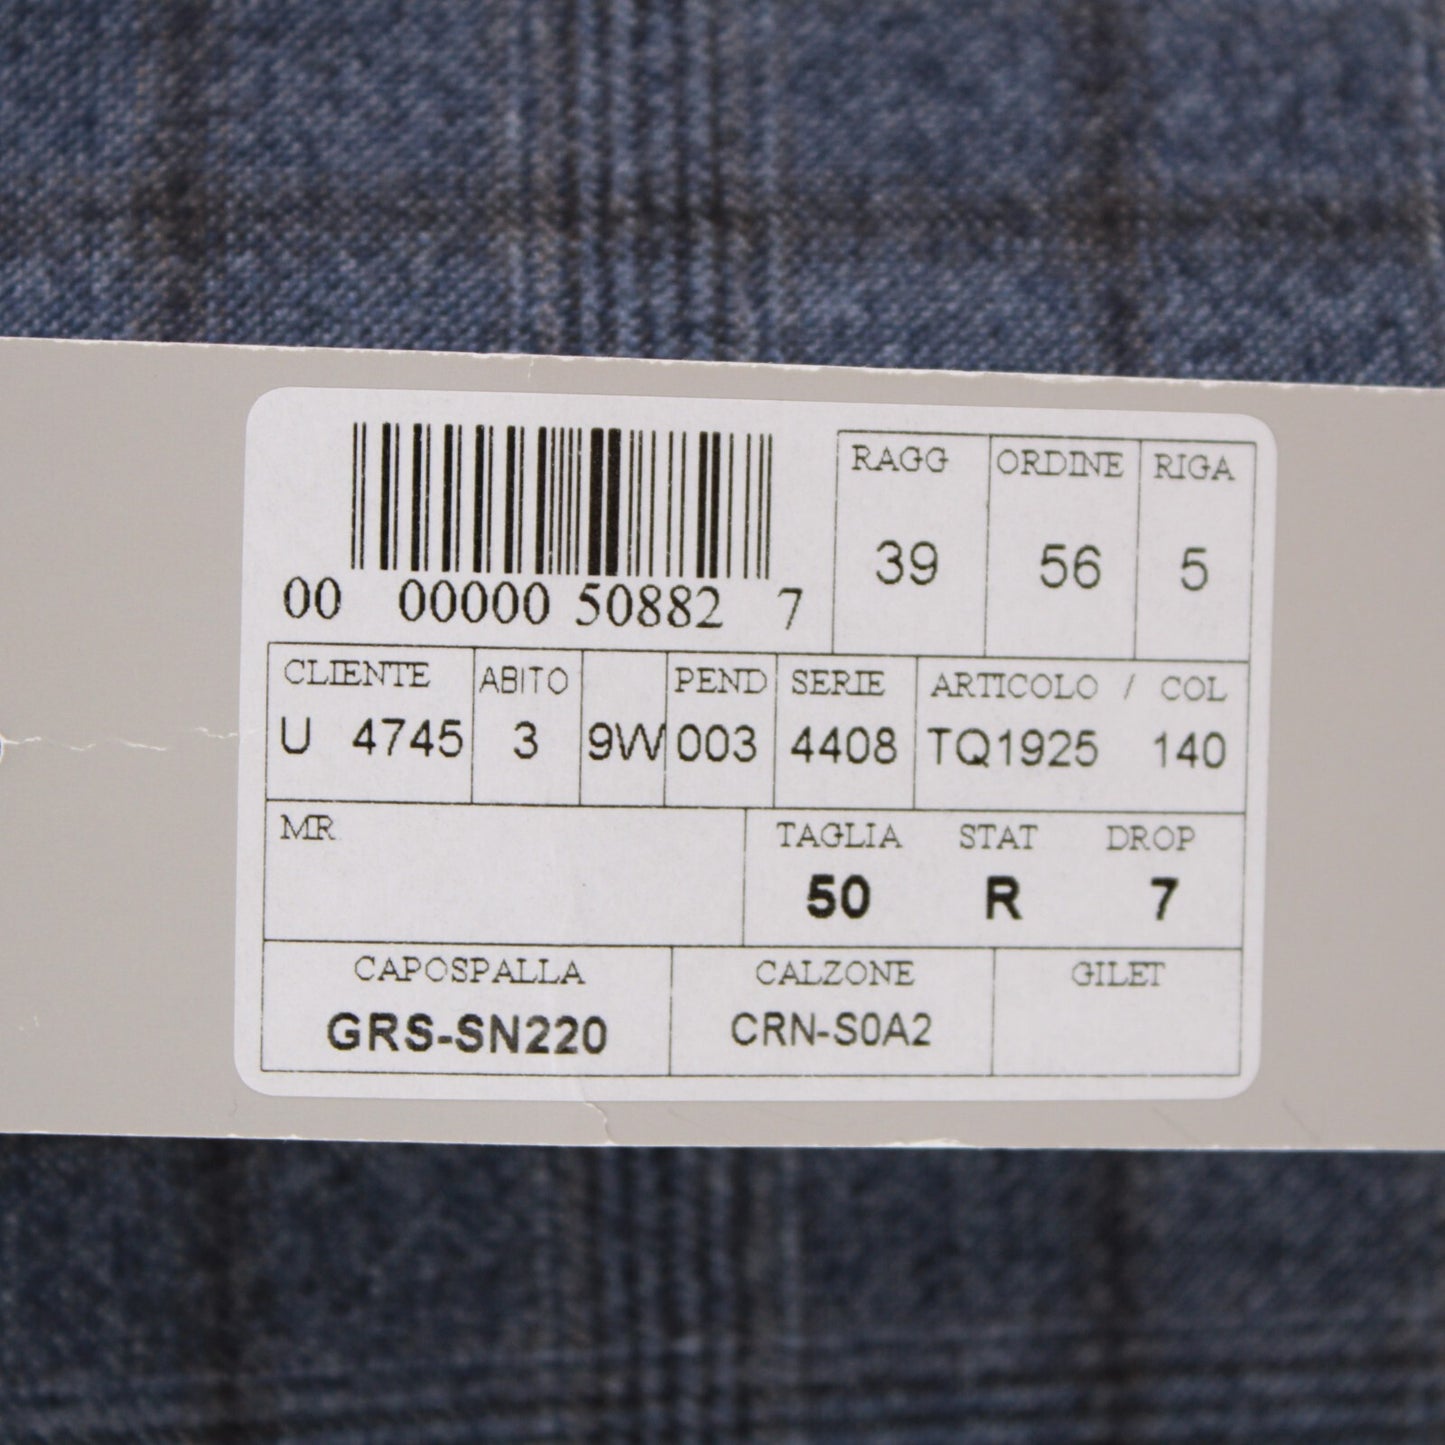 RAGG ORDINE RIGA
39 56 5
00 00000 50882 7
CLIENTE ABITO PEND SERIE ARTICOLO / COL
U 4745 3 9W 003 4408 TQ1925 140
MR TAGLIA STAT DROP
50 R 7
CAPOSPALLA CALZONE GILET
GRS-SN220 CRN-S0A2